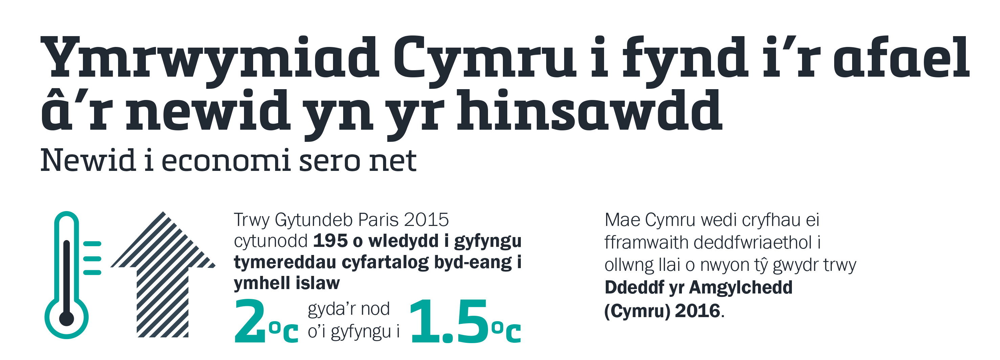 Ymrwymiad Cymru i fynd i’r afael
â’r newid yn yr hinsawdd
Newid i economi sero net
Trwy Gytundeb Paris 2015
cytunodd 195 o wledydd i gyfyngu
tymereddau cyfartalog byd-eang i
ymhell islaw
2°c gyda’r nod
o’i gyfyngu i 1.5°c
Mae Cymru wedi cryfhau ei
fframwaith deddfwriaethol i
ollwng llai o nwyon tŷ gwydr trwy
Ddeddf yr Amgylchedd
(Cymru) 2016.